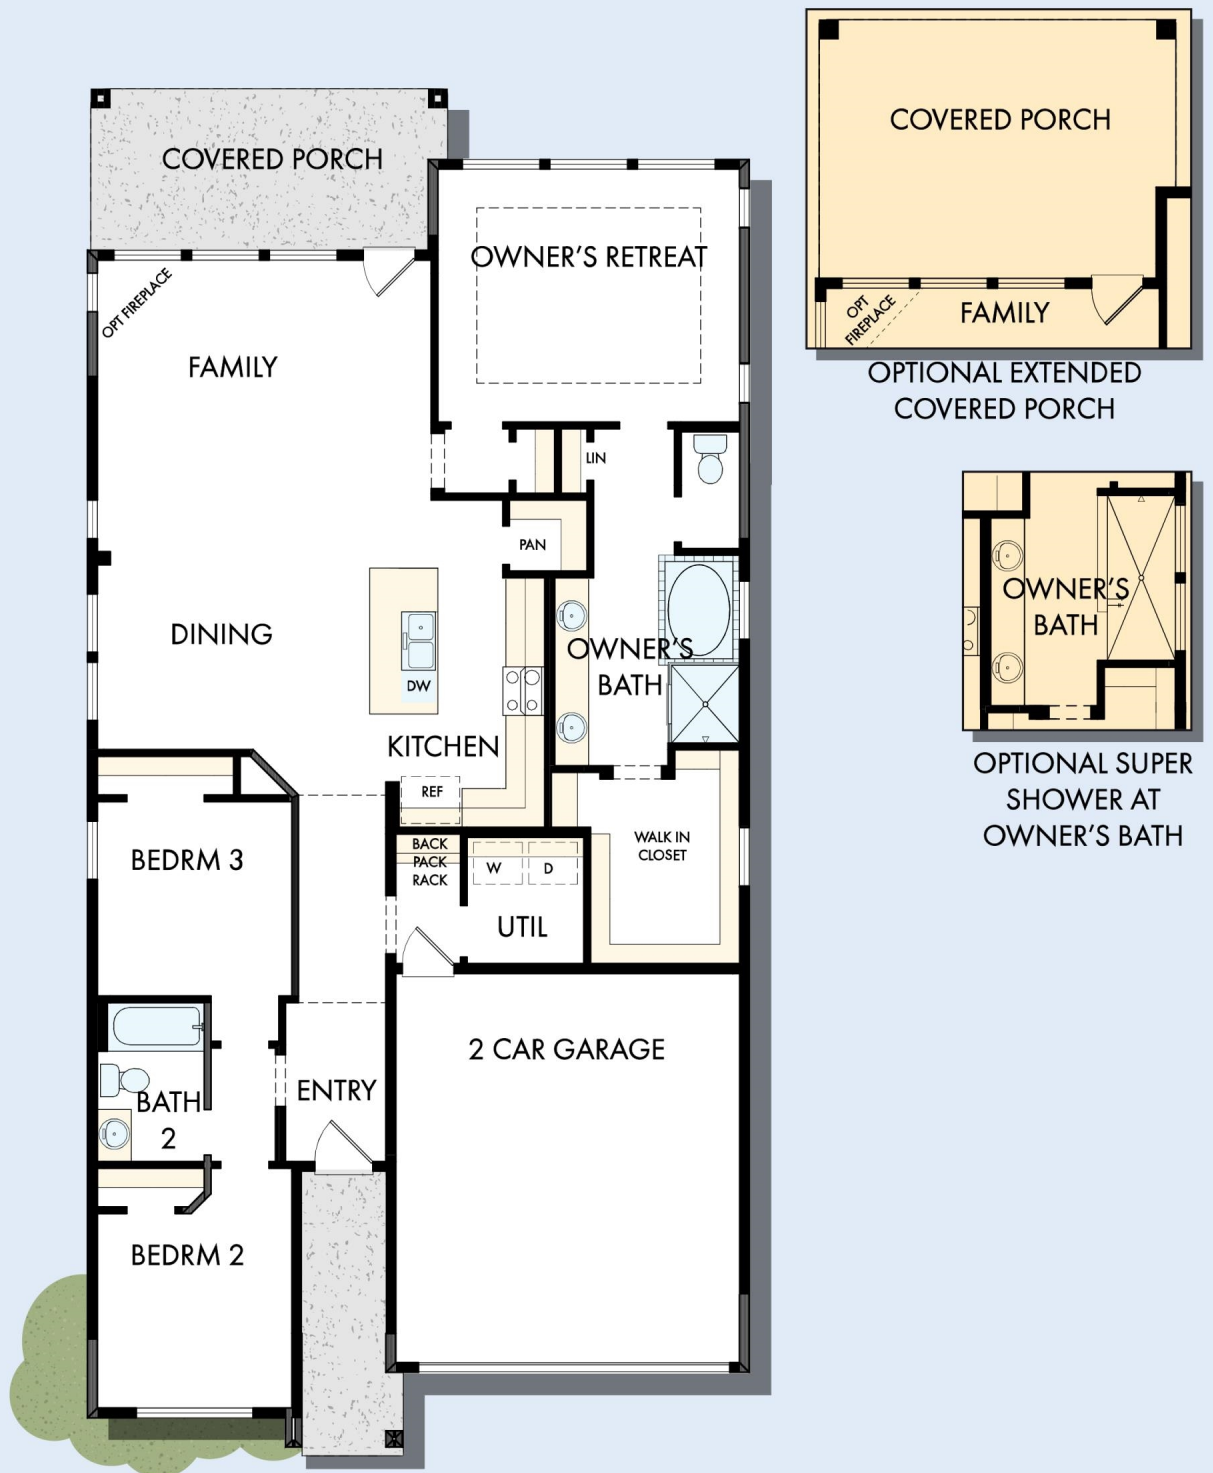 COVERED PORCH
OWNER'S RETREAT
OPT FIREPLACE
FAMILY
LIN
PAN
DINING
DW
OWNER'S
BATH
KITCHEN
REF
BACK
PACK
RACK
W
D
WALK IN
CLOSET
BEDRM 3
UTIL
2 CAR GARAGE
ENTRY
BATH
2
BEDRM 2
COVERED PORCH
OPT
FIREPLACE
FAMILY
OPTIONAL EXTENDED
COVERED PORCH
OWNER'S
BATH
OPTIONAL SUPER
SHOWER AT
OWNER'S BATH